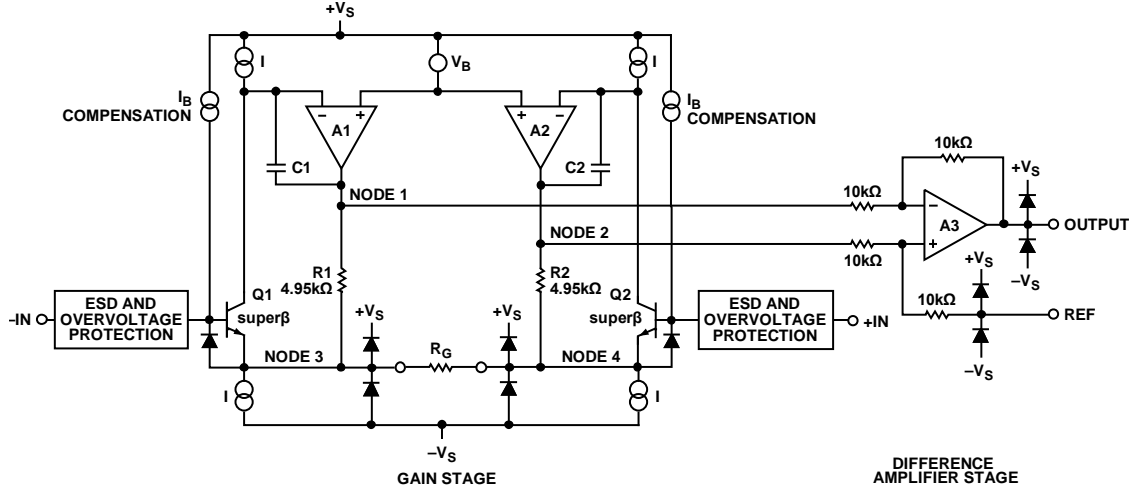 +VS
I
VB
I
IB
COMPENSATION
IB
COMPENSATION
−
+
A1
+
−
A2
C1
C2
NODE 1
NODE 2
10kΩ
10kΩ
10kΩ
10kΩ
−
+
A3
+VS
−VS
OUTPUT
+VS
−VS
REF
R1
4.95kΩ
R2
4.95kΩ
Q1
superβ
Q2
superβ
−IN
ESD AND
OVERVOLTAGE
PROTECTION
ESD AND
OVERVOLTAGE
PROTECTION
+IN
+VS
+VS
NODE 3
RG
NODE 4
I
I
−VS
GAIN STAGE
DIFFERENCE
AMPLIFIER STAGE